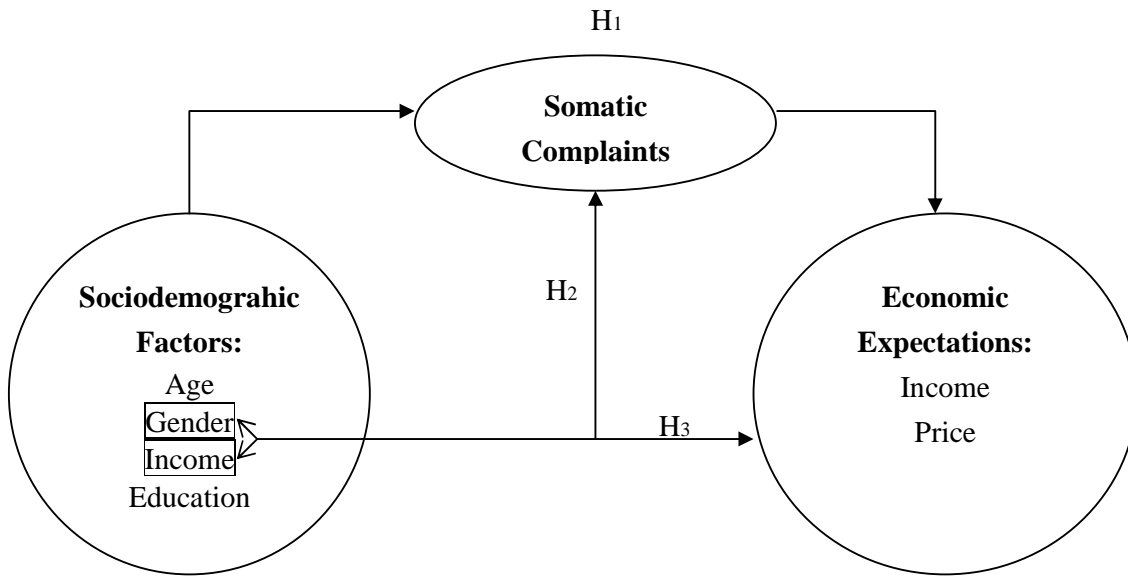 H1
Somatic
Complaints
Sociodemograhic
Factors:
Age
Gender
Income
Education
H2
H3
Economic
Expectations:
Income
Price